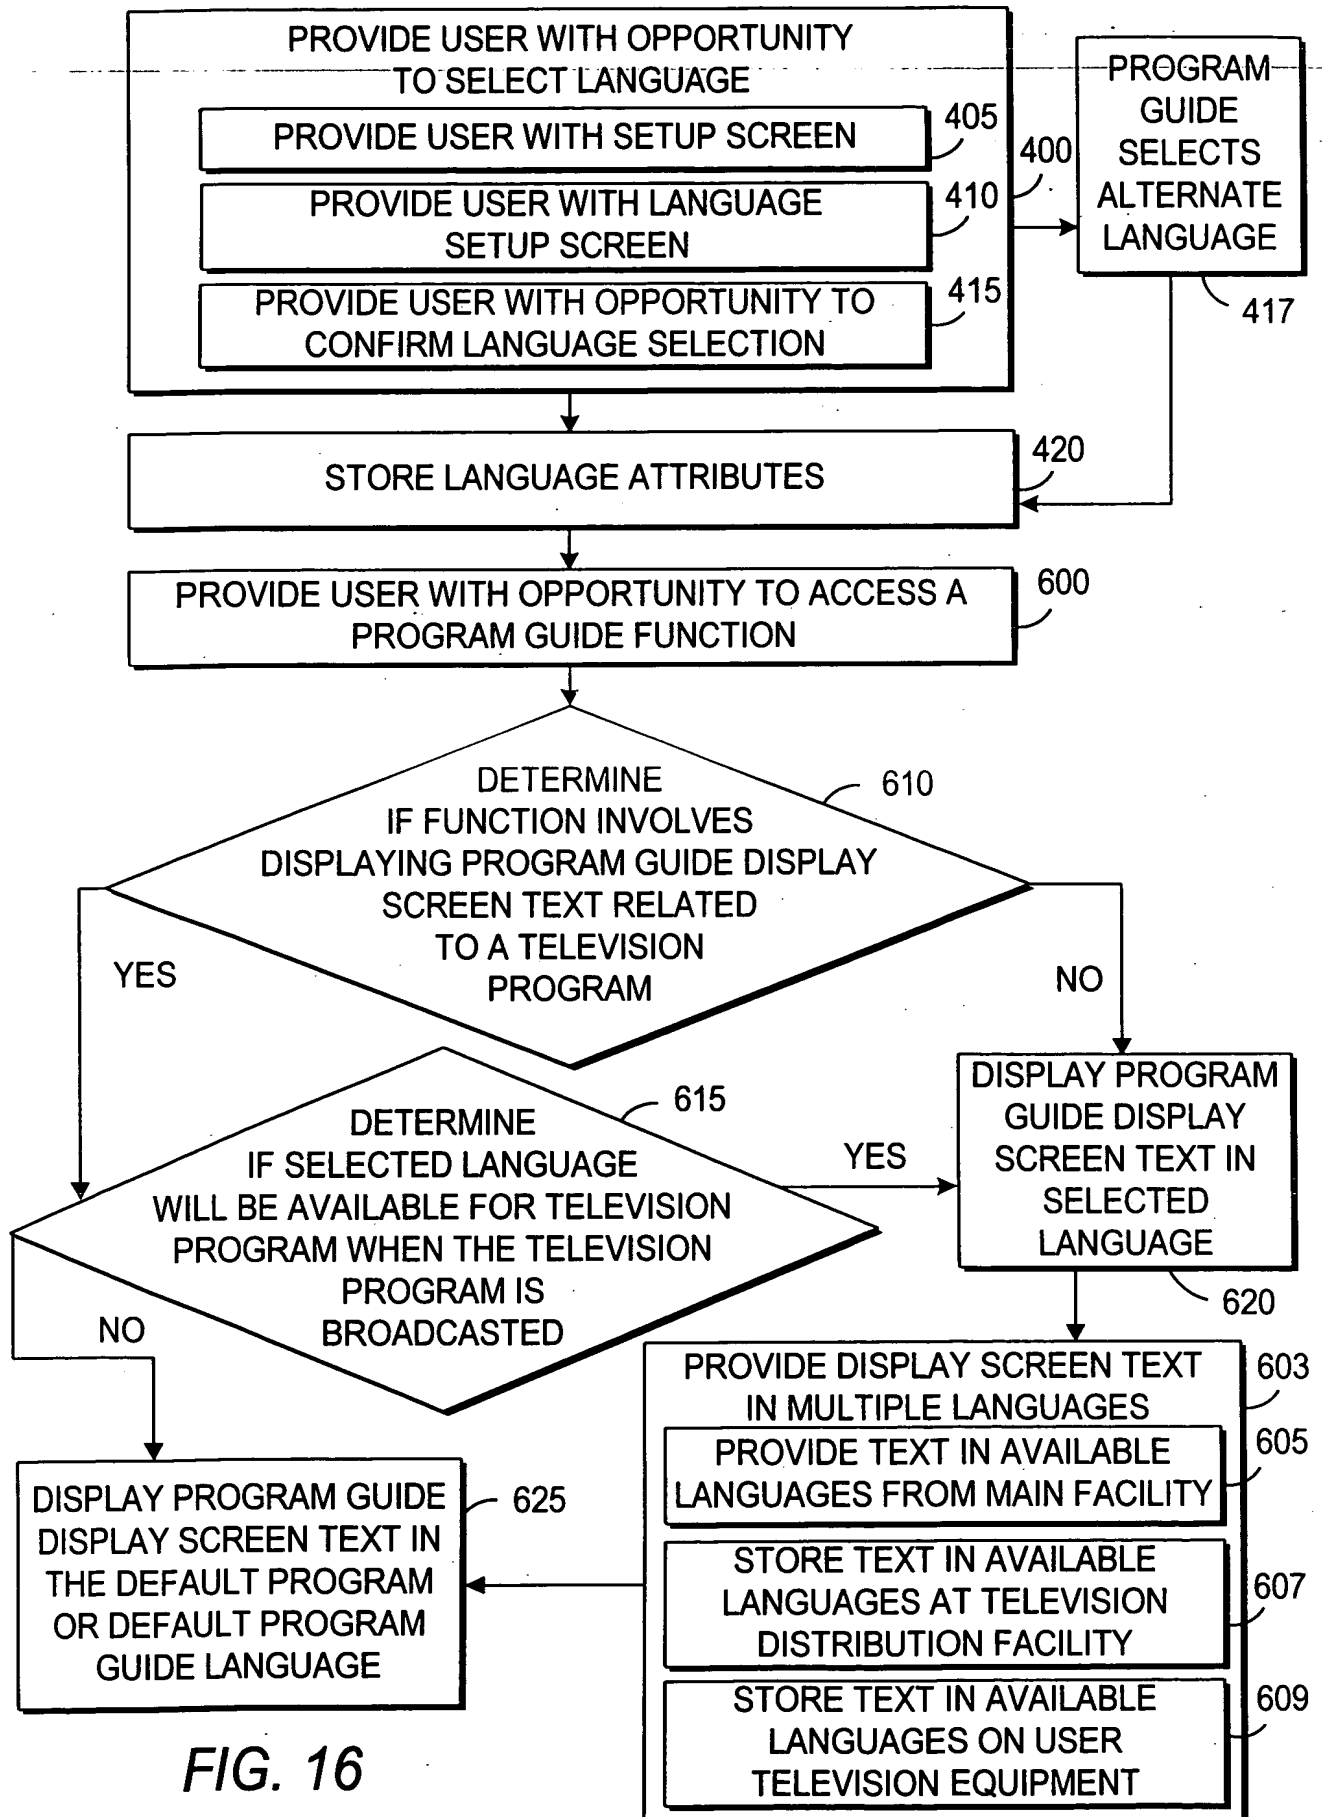 PROVIDE USER WITH OPPORTUNITY
TO SELECT LANGUAGE
PROVIDE USER WITH SETUP SCREEN
405
PROVIDE USER WITH LANGUAGE
SETUP SCREEN
410
PROVIDE USER WITH OPPORTUNITY TO
CONFIRM LANGUAGE SELECTION
415
400
PROGRAM
GUIDE
SELECTS
ALTERNATE
LANGUAGE
417
STORE LANGUAGE ATTRIBUTES
420
PROVIDE USER WITH OPPORTUNITY TO ACCESS A
PROGRAM GUIDE FUNCTION
600
DETERMINE
IF FUNCTION INVOLVES
DISPLAYING PROGRAM GUIDE DISPLAY
SCREEN TEXT RELATED
TO A TELEVISION
PROGRAM
610
YES
NO
DETERMINE
IF SELECTED LANGUAGE
WILL BE AVAILABLE FOR TELEVISION
PROGRAM WHEN THE TELEVISION
PROGRAM IS
BROADCASTED
615
YES
NO
DISPLAY PROGRAM
GUIDE DISPLAY
SCREEN TEXT IN
SELECTED
LANGUAGE
620
PROVIDE DISPLAY SCREEN TEXT
IN MULTIPLE LANGUAGES
603
PROVIDE TEXT IN AVAILABLE
LANGUAGES FROM MAIN FACILITY
605
STORE TEXT IN AVAILABLE
LANGUAGES AT TELEVISION
DISTRIBUTION FACILITY
607
STORE TEXT IN AVAILABLE
LANGUAGES ON USER
TELEVISION EQUIPMENT
609
DISPLAY PROGRAM GUIDE
DISPLAY SCREEN TEXT IN
THE DEFAULT PROGRAM
OR DEFAULT PROGRAM
GUIDE LANGUAGE
625
FIG. 16